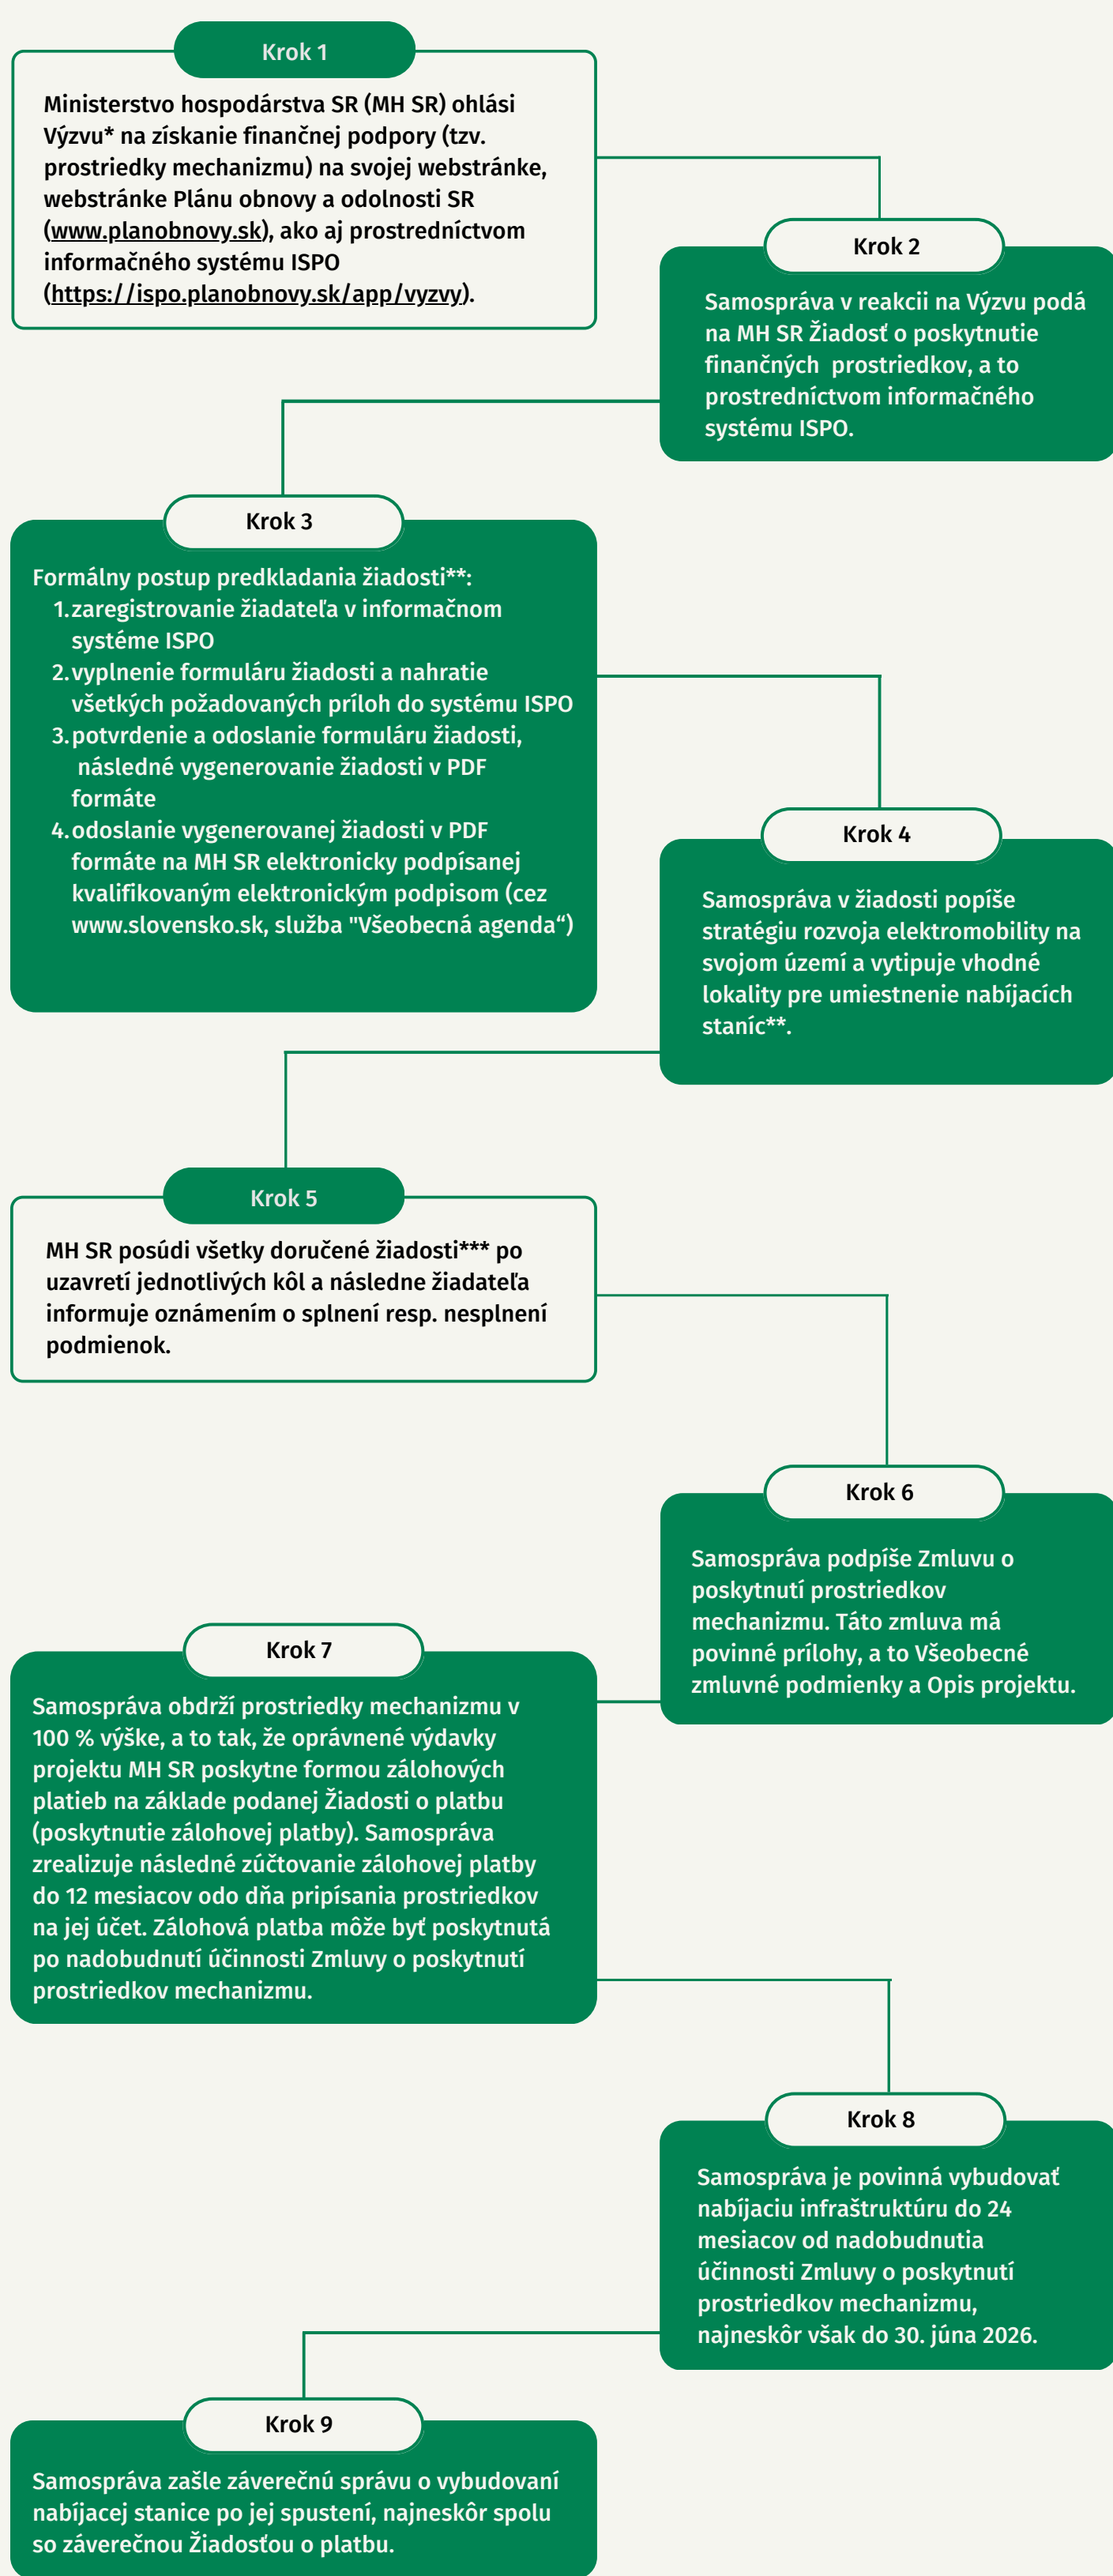 Krok 1
Ministerstvo hospodárstva SR (MH SR) ohlási
Výzvu* na získanie finančnej podpory (tzv.
prostriedky mechanizmu) na svojej webstránke,
webstránke Plánu obnovy a odolnosti SR
(www.planobnovy.sk), ako aj prostredníctvom
informačného systému ISPO
(https://ispo.planobnovy.sk/app/vyzvy).
Krok 2
Samospráva v reakcii na Výzvu podá
na MH SR Žiadosť o poskytnutie
finančných prostriedkov, a to
prostredníctvom informačného
systému ISPO.
Krok 3
Formálny postup predkladania žiadosti**:
1. zaregistrovanie žiadateľa v informačnom
systéme ISPO
2. vyplnenie formuláru žiadosti a nahratie
všetkých požadovaných príloh do systému ISPO
3. potvrdenie a odoslanie formuláru žiadosti,
následné vygenerovanie žiadosti v PDF
formáte
4. odoslanie vygenerovanej žiadosti v PDF
formáte na MH SR elektronicky podpísanej
kvalifikovaným elektronickým podpisom (cez
www.slovensko.sk, služba "Všeobecná agenda“)
Krok 4
Samospráva v žiadosti popíše
stratégiu rozvoja elektromobility na
svojom území a vytipuje vhodné
lokality pre umiestnenie nabíjacích
staníc**.
Krok 5
MH SR posúdi všetky doručené žiadosti*** po
uzavretí jednotlivých kôl a následne žiadateľa
informuje oznámením o splnení resp. nesplnení
podmienok.
Krok 6
Samospráva podpíše Zmluvu o
poskytnutí prostriedkov
mechanizmu. Táto zmluva má
povinné prílohy, a to Všeobecné
zmluvné podmienky a Opis projektu.
Krok 7
Samospráva obdrží prostriedky mechanizmu v
100 % výške, a to tak, že oprávnené výdavky
projektu MH SR poskytne formou zálohových
platieb na základe podanej Žiadosti o platbu
(poskytnutie zálohovej platby). Samospráva
zrealizuje následné zúčtovanie zálohovej platby
do 12 mesiacov odo dňa pripísania prostriedkov
na jej účet. Zálohová platba môže byť poskytnutá
po nadobudnutí účinnosti Zmluvy o poskytnutí
prostriedkov mechanizmu.
Krok 8
Samospráva je povinná vybudovať
nabíjaciu infraštruktúru do 24
mesiacov od nadobudnutia
účinnosti Zmluvy o poskytnutí
prostriedkov mechanizmu,
najneskôr však do 30. júna 2026.
Krok 9
Samospráva zašle záverečnú správu o vybudovaní
nabíjacej stanice po jej spustení, najneskôr spolu
so záverečnou Žiadosťou o platbu.